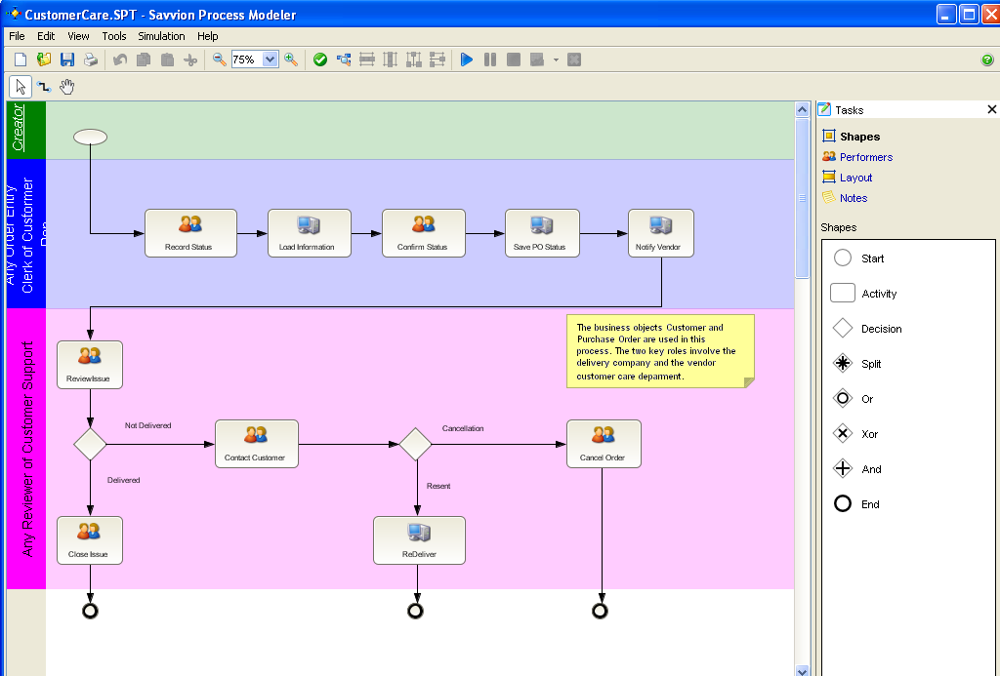 CustomerCare.SPT - Savvion Process Modeler
File Edit View Tools Simulation Help
75%
Tasks
Shapes
Performers
Layout
Notes
Shapes
Start
Activity
Decision
Split
Or
Xor
And
End
Creator
Any Order Entry
Clerk of Custormer
Record Status
Load Information
Confirm Status
Save PO Status
Notify Vendor
Any Reviewer of Customer Support
The business objects Customer and
Purchase Order are used in this
process. The two key roles involve the
delivery company and the vendor
customer care deparment.
ReviewIssue
Not Delivered
Contact Customer
Cancellation
Cancel Order
Delivered
Resent
Close Issue
ReDeliver